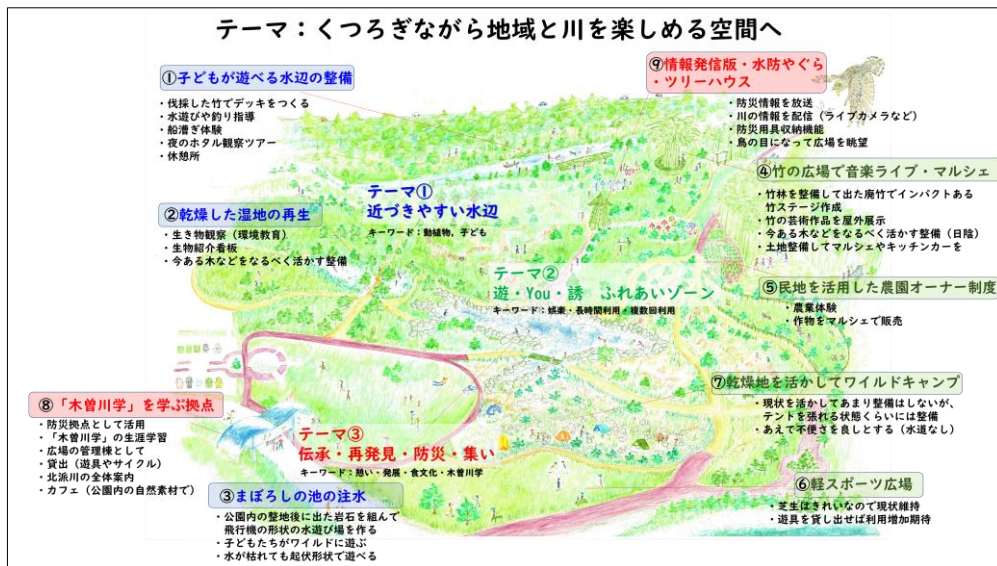 テーマ：くつろぎながら地域と川を楽しめる空間へ
①子どもが遊べる水辺の整備
・伐採した竹でデッキをつくる
・水遊びや釣り指導
・船漕ぎ体験
・夜のホタル観察ツアー
・休憩所
⑨情報発信版・水防やぐら
・ツリーハウス
・防災情報を放送
・川の情報を配信（ライブカメラなど）
・防災用具収納機能
・鳥の目になって広場を眺望
④竹の広場で音楽ライブ・マルシェ
・竹林を整備して出た廃竹でインパクトある
竹ステージ作成
・竹の芸術作品を屋外展示
・今ある木などをなるべく活かす整備（日陰）
・土地整備してマルシェやキッチンカーを
テーマ①
近づきやすい水辺
キーワード：動植物，子ども
②乾燥した湿地の再生
・生き物観察（環境教育）
・生物紹介看板
・今ある木などをなるべく活かす整備
テーマ②
遊・You・誘　ふれあいゾーン
キーワード：娯楽・長時間利用・複数回利用
⑤民地を活用した農園オーナー制度
・農業体験
・作物をマルシェで販売
⑦乾燥地を活かしてワイルドキャンプ
・現状を活かしてあまり整備はしないが、
テントを張れる状態くらいには整備
・あえて不便さを良しとする（水道なし）
⑧「木曽川学」を学ぶ拠点
・防災拠点として活用
・「木曽川学」の生涯学習
・広場の管理棟として
・貸出（遊具やサイクル）
・北派川の全体案内
・カフェ（公園内の自然素材で）
テーマ③
伝承・再発見・防災・集い
キーワード：憩い・発展・食文化・木曽川学
③まぼろしの池の注水
・公園内の整地後に出た岩石を組んで
飛行機の形状の水遊び場を作る
・子どもたちがワイルドに遊ぶ
・水が枯れても起伏形状で遊べる
⑥軽スポーツ広場
・芝生はきれいなので現状維持
・遊具を貸し出せば利用増加期待